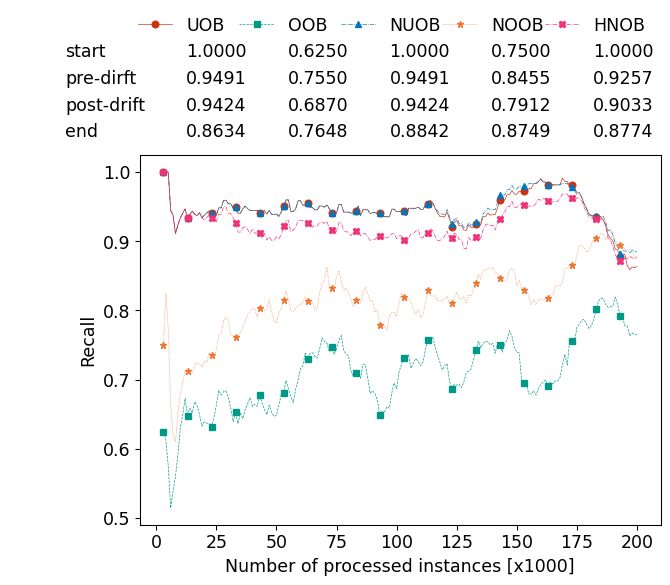 UOB OOB NUOB NOOB HNOB
start 1.0000 0.6250 1.0000 0.7500 1.0000
pre-dirft 0.9491 0.7550 0.9491 0.8455 0.9257
post-drift 0.9424 0.6870 0.9424 0.7912 0.9033
end 0.8634 0.7648 0.8842 0.8749 0.8774
1.0
0.9
0.8
0.7
0.6
0.5
Recall
0 25 50 75 100 125 150 175 200
Number of processed instances [x1000]